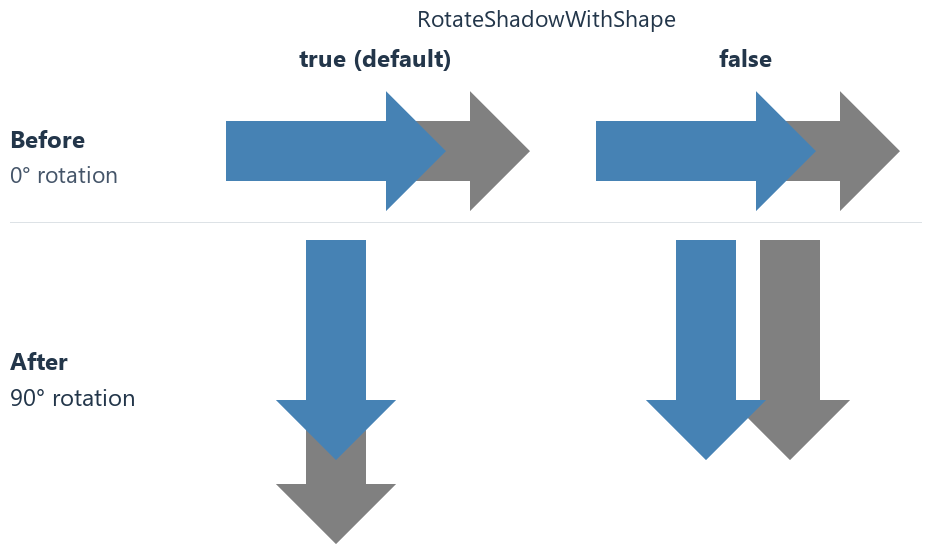 RotateShadowWithShape
true (default)
false
Before
0° rotation
After
90° rotation